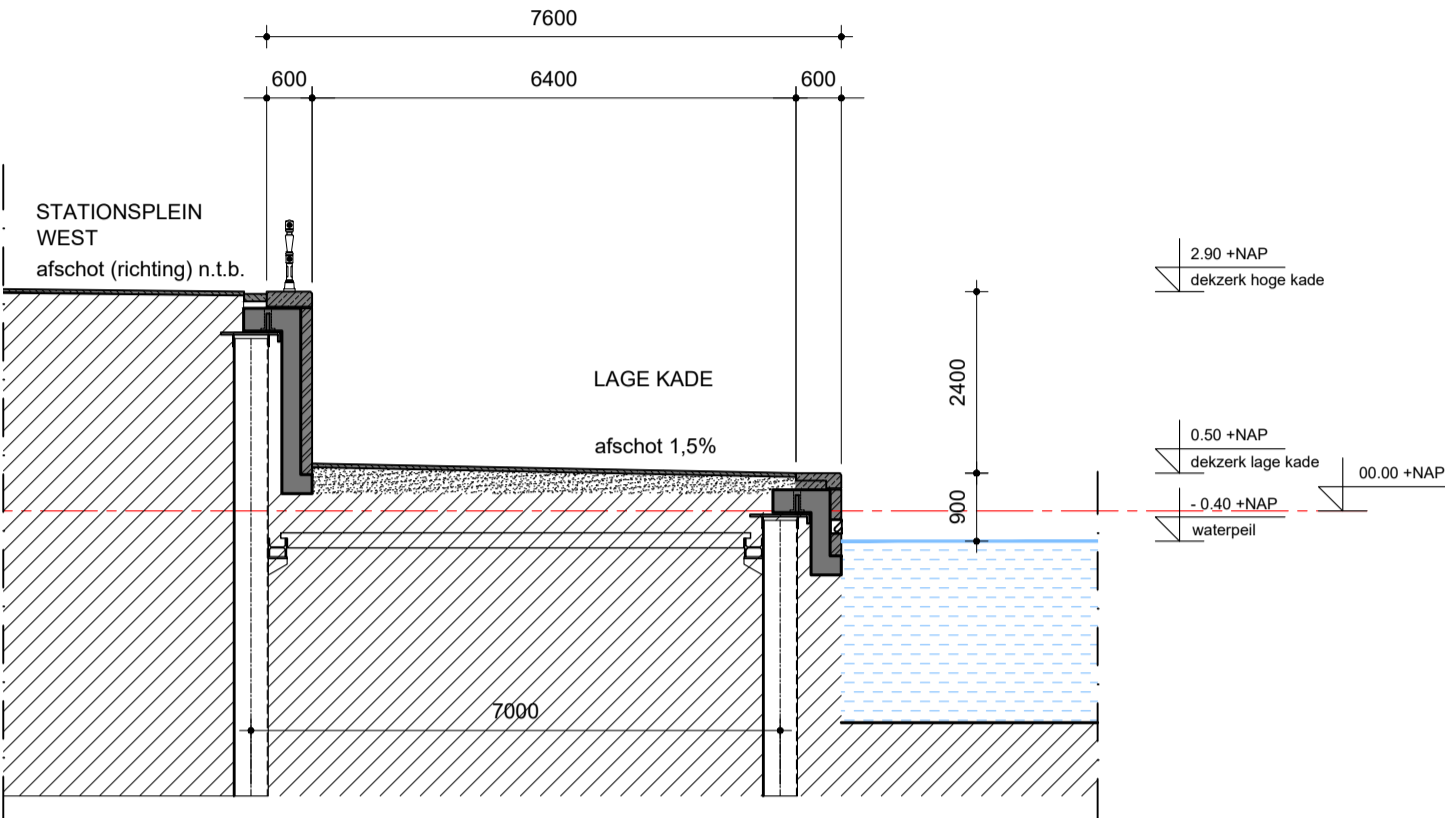 7600
600
6400
600
STATIONSPLEIN
WEST
afschot (richting) n.t.b.
2.90 +NAP
dekzerk hoge kade
LAGE KADE
2400
afschot 1,5%
0.50 +NAP
dekzerk lage kade
00.00 +NAP
900
- 0.40 +NAP
waterpeil
7000